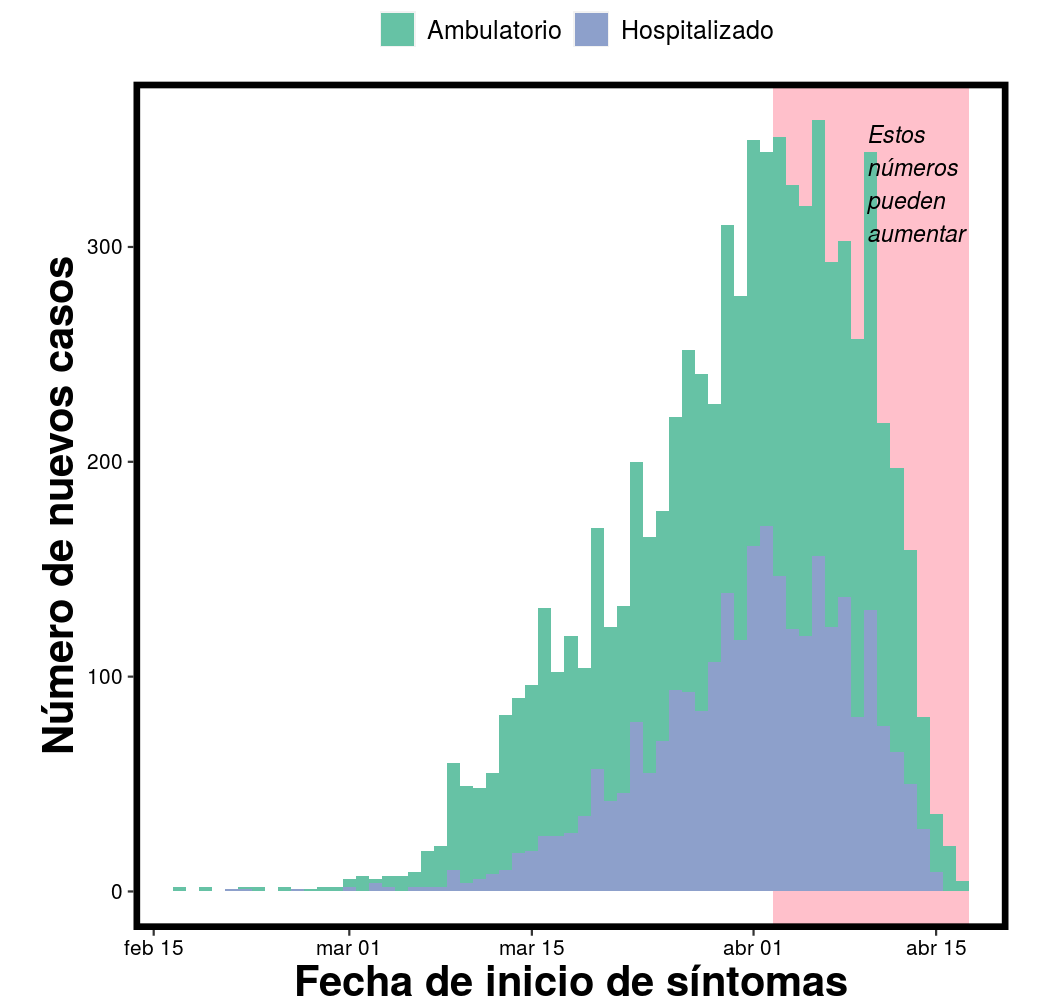 Ambulatorio Hospitalizado
Estos
números
pueden
aumentar
300
200
100
0
Número de nuevos casos
feb 15 mar 01 mar 15 abr 01 abr 15
Fecha de inicio de síntomas